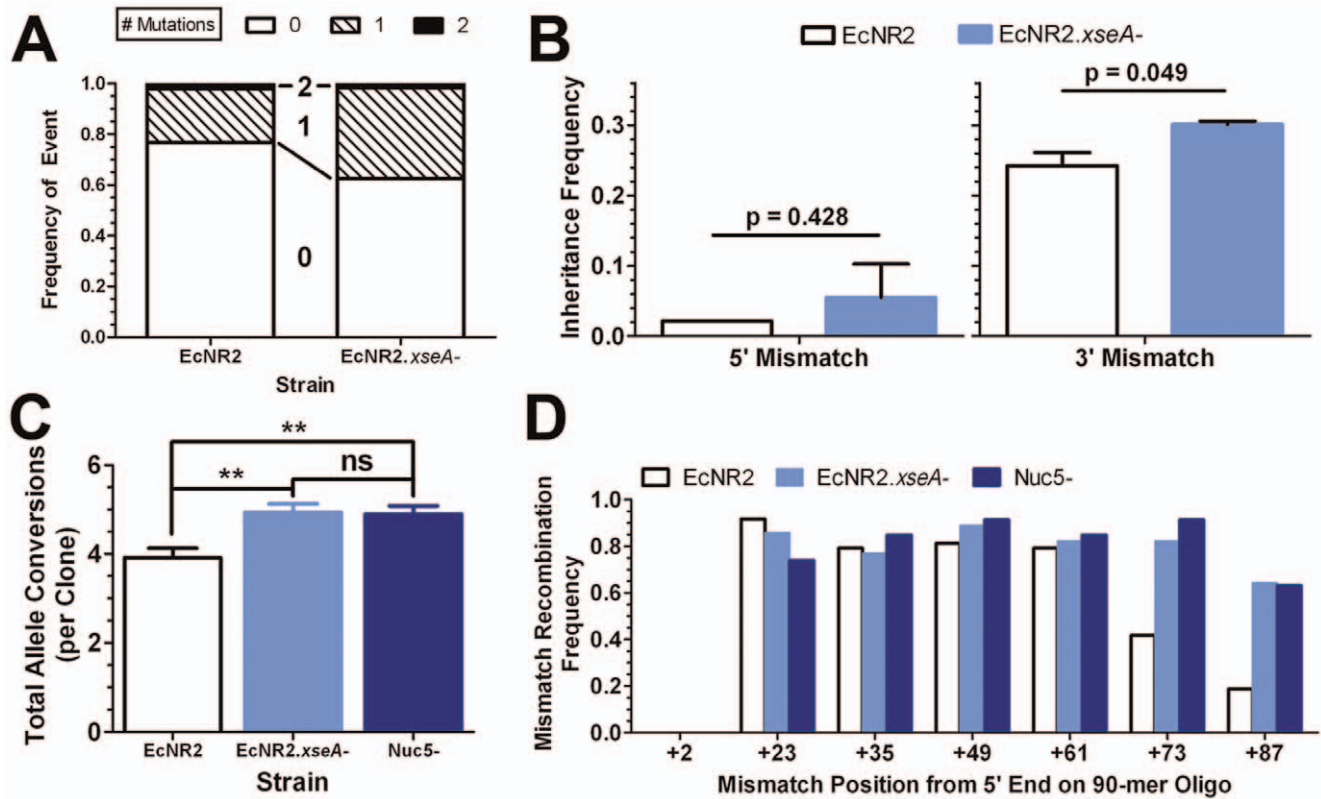 A
# Mutations 0 1 2
Frequency of Event
1.0
0.8
0.6
0.4
0.2
0.0
2
1
0
EcNR2 EcNR2.xseA-
Strain
B
EcNR2 EcNR2.xseA-
Inheritance Frequency
0.3
0.2
0.1
0.0
p = 0.428
p = 0.049
5' Mismatch 3' Mismatch
C
Total Allele Conversions
(per Clone)
6
4
2
0
**
**
ns
EcNR2 EcNR2.xseA- Nuc5-
Strain
D
EcNR2 EcNR2.xseA- Nuc5-
Mismatch Recombination
Frequency
1.0
0.8
0.6
0.4
0.2
0.0
+2 +23 +35 +49 +61 +73 +87
Mismatch Position from 5' End on 90-mer Oligo